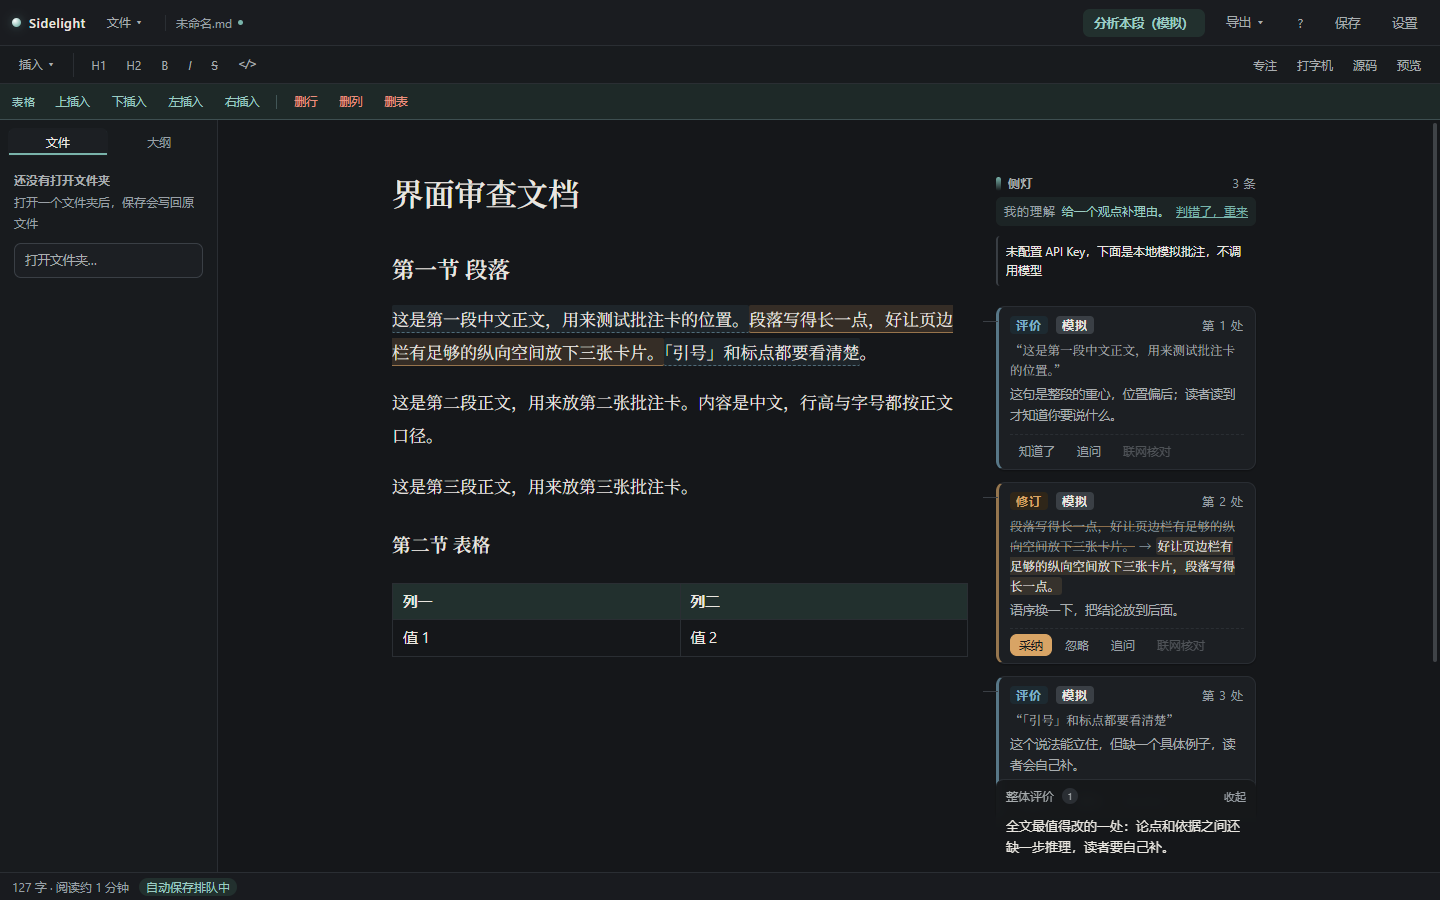 Sidelight 文件 未命名.md 分析本段（模拟） 导出 ? 保存 设置
插入 H1 H2 B I S </> 专注 打字机 源码 预览
表格 上插入 下插入 左插入 右插入 删行 删列 删表
文件 大纲
还没有打开文件夹
打开一个文件夹后，保存会写回原
文件
打开文件夹...
界面审查文档
第一节 段落
这是第一段中文正文，用来测试批注卡的位置。段落写得长一点，好让页边
栏有足够的纵向空间放下三张卡片。「引号」和标点都要看清楚。
这是第二段正文，用来放第二张批注卡。内容是中文，行高与字号都按正文
口径。
这是第三段正文，用来放第三张批注卡。
第二节 表格
列一 列二
值 1 值 2
侧灯 3 条
我的理解 给一个观点补理由。 判错了，重来
未配置 API Key，下面是本地模拟批注，不调
用模型
评价 模拟 第 1 处
“这是第一段中文正文，用来测试批注卡
的位置。”
这句是整段的重心，位置偏后；读者读到
才知道你要说什么。
知道了 追问 联网核对
修订 模拟 第 2 处
段落写得长一点，好让页边栏有足够的纵
向空间放下三张卡片。 → 好让页边栏有
足够的纵向空间放下三张卡片，段落写得
长一点。
语序换一下，把结论放到后面。
采纳 忽略 追问 联网核对
评价 模拟 第 3 处
“「引号」和标点都要看清楚”
这个说法能立住，但缺一个具体例子，读
者会自己补。
整体评价 1 收起
全文最值得改的一处：论点和依据之间还
缺一步推理，读者要自己补。
127 字 · 阅读约 1 分钟 自动保存排队中